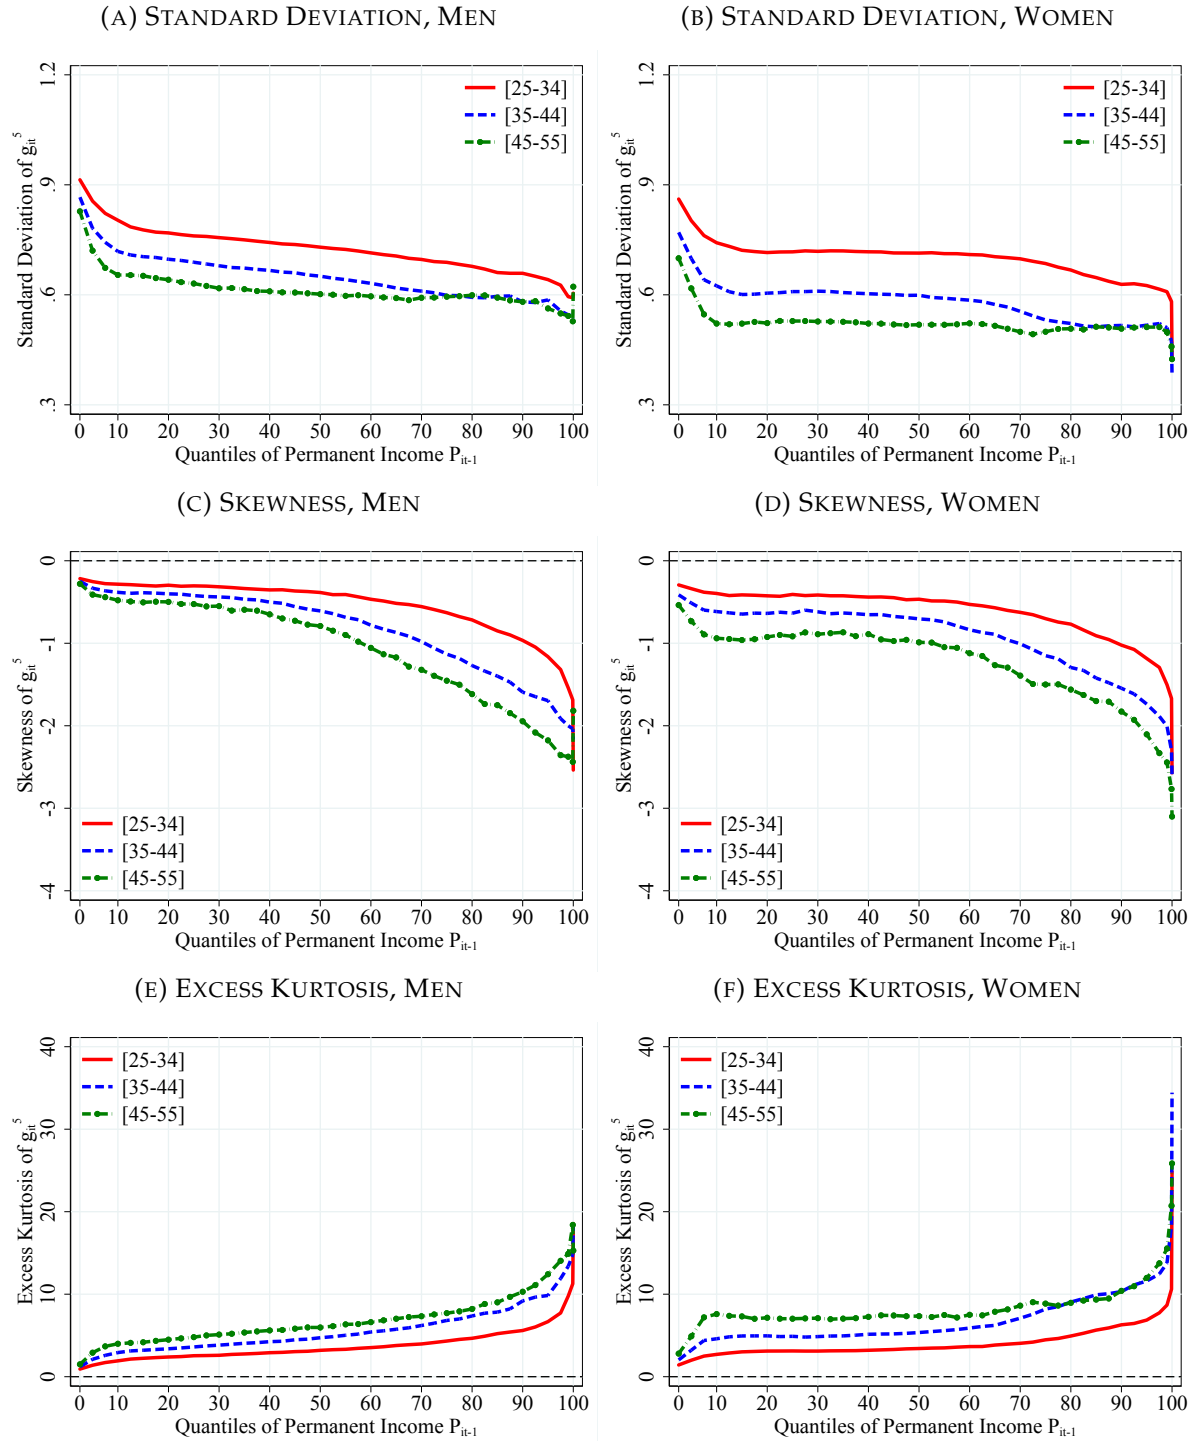 (A) STANDARD DEVIATION, MEN
Standard Deviation of g_it^5
1.2
.9
.6
.3
[25-34]
[35-44]
[45-55]
0 10 20 30 40 50 60 70 80 90 100
Quantiles of Permanent Income P_it-1
(B) STANDARD DEVIATION, WOMEN
Standard Deviation of g_it^5
1.2
.9
.6
.3
[25-34]
[35-44]
[45-55]
0 10 20 30 40 50 60 70 80 90 100
Quantiles of Permanent Income P_it-1
(C) SKEWNESS, MEN
Skewness of g_it^5
0
-1
-2
-3
-4
[25-34]
[35-44]
[45-55]
0 10 20 30 40 50 60 70 80 90 100
Quantiles of Permanent Income P_it-1
(D) SKEWNESS, WOMEN
Skewness of g_it^5
0
-1
-2
-3
-4
[25-34]
[35-44]
[45-55]
0 10 20 30 40 50 60 70 80 90 100
Quantiles of Permanent Income P_it-1
(E) EXCESS KURTOSIS, MEN
Excess Kurtosis of g_it^5
40
30
20
10
0
[25-34]
[35-44]
[45-55]
0 10 20 30 40 50 60 70 80 90 100
Quantiles of Permanent Income P_it-1
(F) EXCESS KURTOSIS, WOMEN
Excess Kurtosis of g_it^5
40
30
20
10
0
[25-34]
[35-44]
[45-55]
0 10 20 30 40 50 60 70 80 90 100
Quantiles of Permanent Income P_it-1